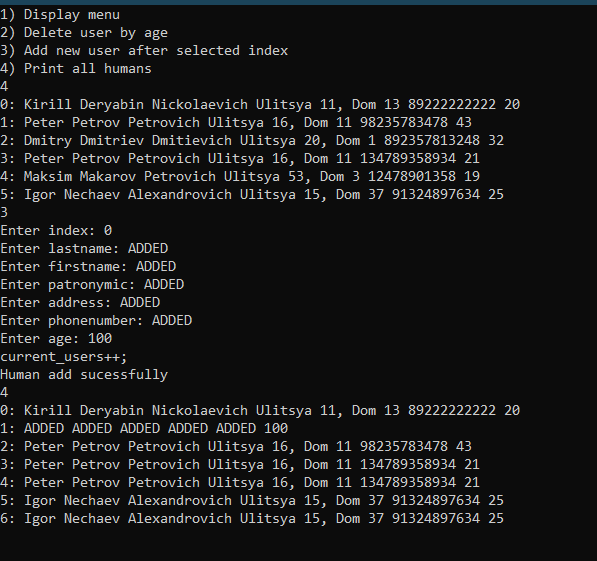 1) Display menu
2) Delete user by age
3) Add new user after selected index
4) Print all humans
4
0: Kirill Deryabin Nickolaevich Ulitsya 11, Dom 13 89222222222 20
1: Peter Petrov Petrovich Ulitsya 16, Dom 11 98235783478 43
2: Dmitry Dmitriev Dmitievich Ulitsya 20, Dom 1 892357813248 32
3: Peter Petrov Petrovich Ulitsya 16, Dom 11 134789358934 21
4: Maksim Makarov Petrovich Ulitsya 53, Dom 3 12478901358 19
5: Igor Nechaev Alexandrovich Ulitsya 15, Dom 37 91324897634 25
3
Enter index: 0
Enter lastname: ADDED
Enter firstname: ADDED
Enter patronymic: ADDED
Enter address: ADDED
Enter phonenumber: ADDED
Enter age: 100
current_users++;
Human add sucessfully
4
0: Kirill Deryabin Nickolaevich Ulitsya 11, Dom 13 89222222222 20
1: ADDED ADDED ADDED ADDED ADDED 100
2: Peter Petrov Petrovich Ulitsya 16, Dom 11 98235783478 43
3: Peter Petrov Petrovich Ulitsya 16, Dom 11 134789358934 21
4: Peter Petrov Petrovich Ulitsya 16, Dom 11 134789358934 21
5: Igor Nechaev Alexandrovich Ulitsya 15, Dom 37 91324897634 25
6: Igor Nechaev Alexandrovich Ulitsya 15, Dom 37 91324897634 25